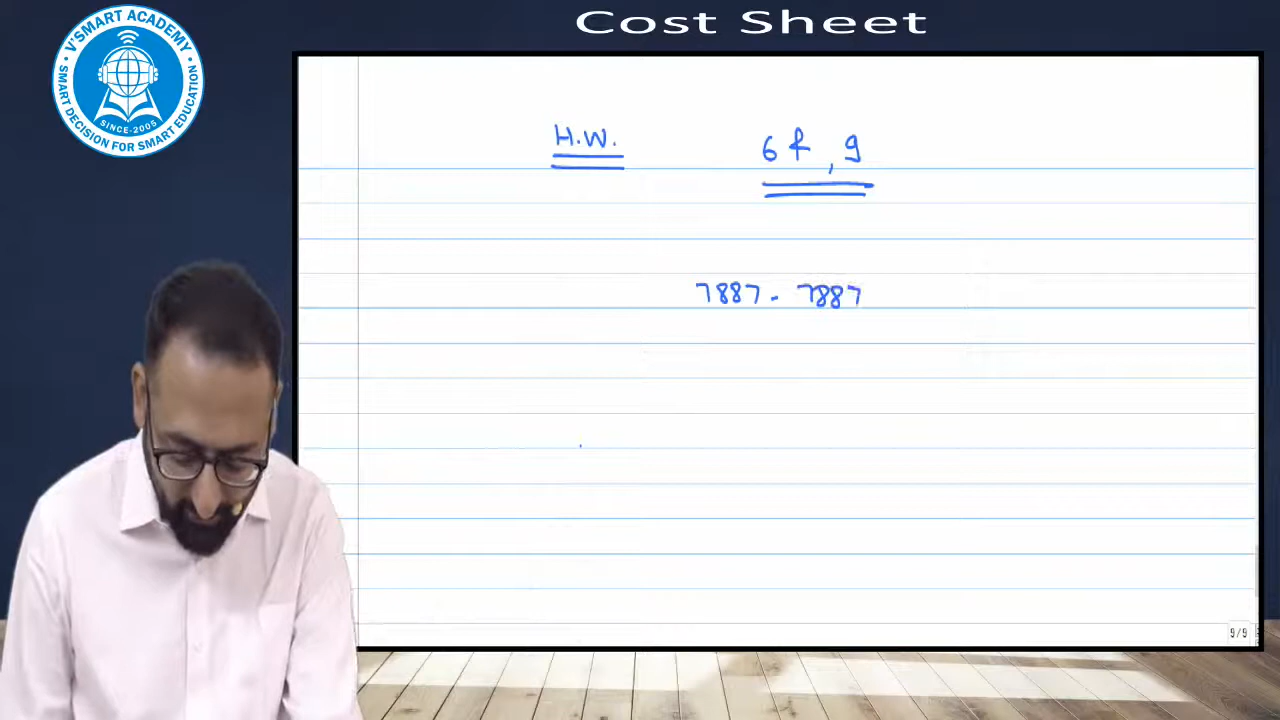 Cost Sheet
V'SMART ACADEMY
SMART DECISION FOR SMART EDUCATION
SINCE-2005
H.W. 6 f, 9
7887 - 7887
9/9